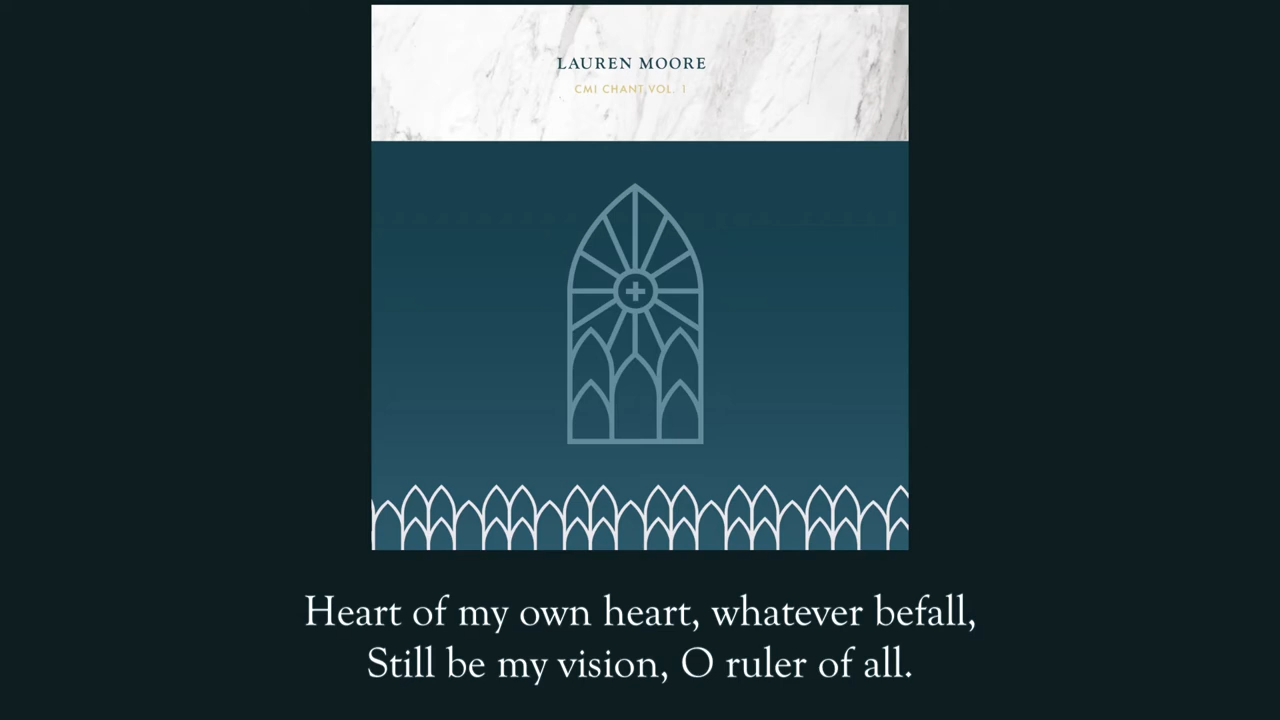 LAUREN MOORE
CMI CHANT VOL. 1
Heart of my own heart, whatever befall,
Still be my vision, O ruler of all.